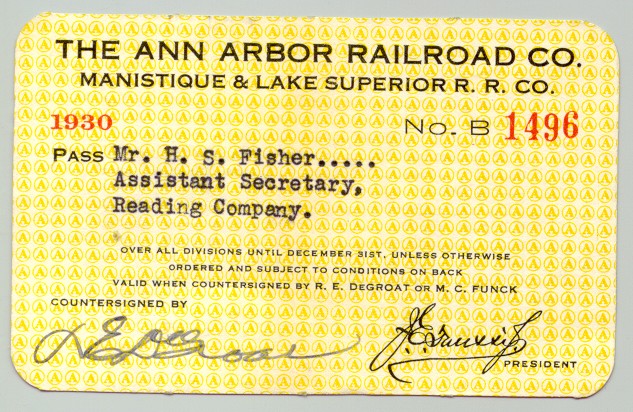 THE ANN ARBOR RAILROAD CO.
MANISTIQUE & LAKE SUPERIOR R. R. CO.
1930 No. B 1496
PASS Mr. H. S. Fisher.....
Assistant Secretary,
Reading Company.
OVER ALL DIVISIONS UNTIL DECEMBER 31ST, UNLESS OTHERWISE
ORDERED AND SUBJECT TO CONDITIONS ON BACK
VALID WHEN COUNTERSIGNED BY R. E. DEGROAT OR M. C. FUNCK
COUNTERSIGNED BY
R E DeGroat
PRESIDENT